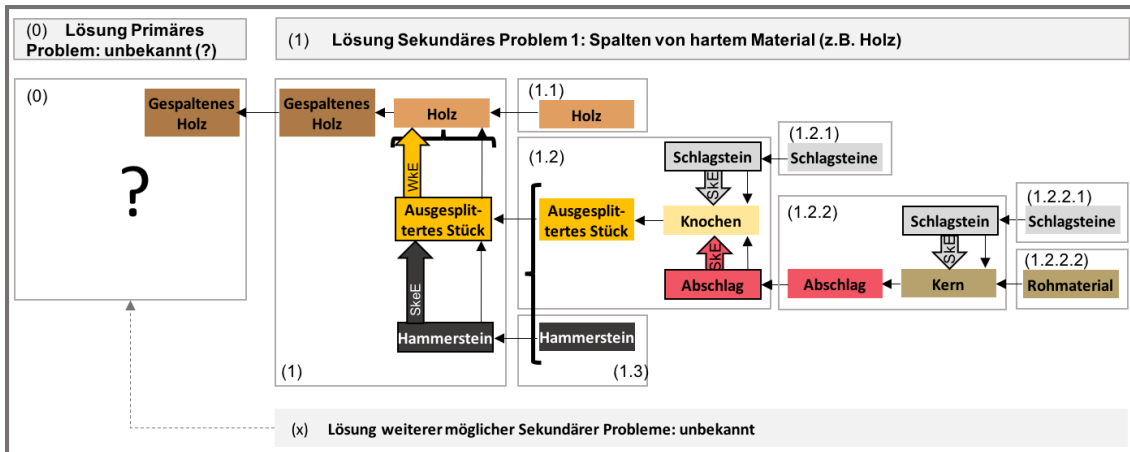 (0) Lösung Primäres
Problem: unbekannt (?)
(1) Lösung Sekundäres Problem 1: Spalten von hartem Material (z.B. Holz)
(0)
Gespaltenes
Holz
?
Gespaltenes
Holz
Holz
WkE
Ausgesplit-
tertes Stück
SkeE
Hammerstein
(1)
(1.1)
Holz
(1.2)
Ausgesplit-
tertes Stück
Schlagstein
SkE
Knochen
SkE
Abschlag
(1.2.1)
Schlagsteine
(1.2.2)
Abschlag
Schlagstein
SkE
Kern
(1.2.2.1)
Schlagsteine
(1.2.2.2)
Rohmaterial
Hammerstein
(1.3)
(x) Lösung weiterer möglicher Sekundärer Probleme: unbekannt